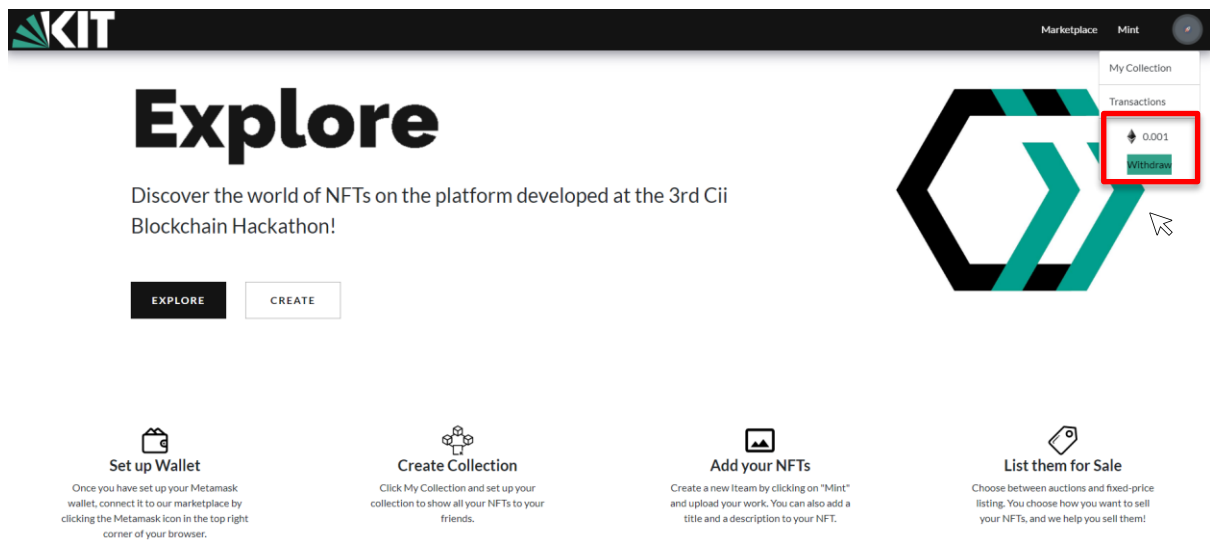 KIT
Marketplace Mint
My Collection
Transactions
0.001
Withdraw
Explore
Discover the world of NFTs on the platform developed at the 3rd Cii
Blockchain Hackathon!
EXPLORE CREATE
Set up Wallet
Once you have set up your Metamask
wallet, connect it to our marketplace by
clicking the Metamask icon in the top right
corner of your browser.
Create Collection
Click My Collection and set up your
collection to show all your NFTs to your
friends.
Add your NFTs
Create a new Iteam by clicking on "Mint"
and upload your work. You can also add a
title and a description to your NFT.
List them for Sale
Choose between auctions and fixed-price
listing. You choose how you want to sell
your NFTs, and we help you sell them!